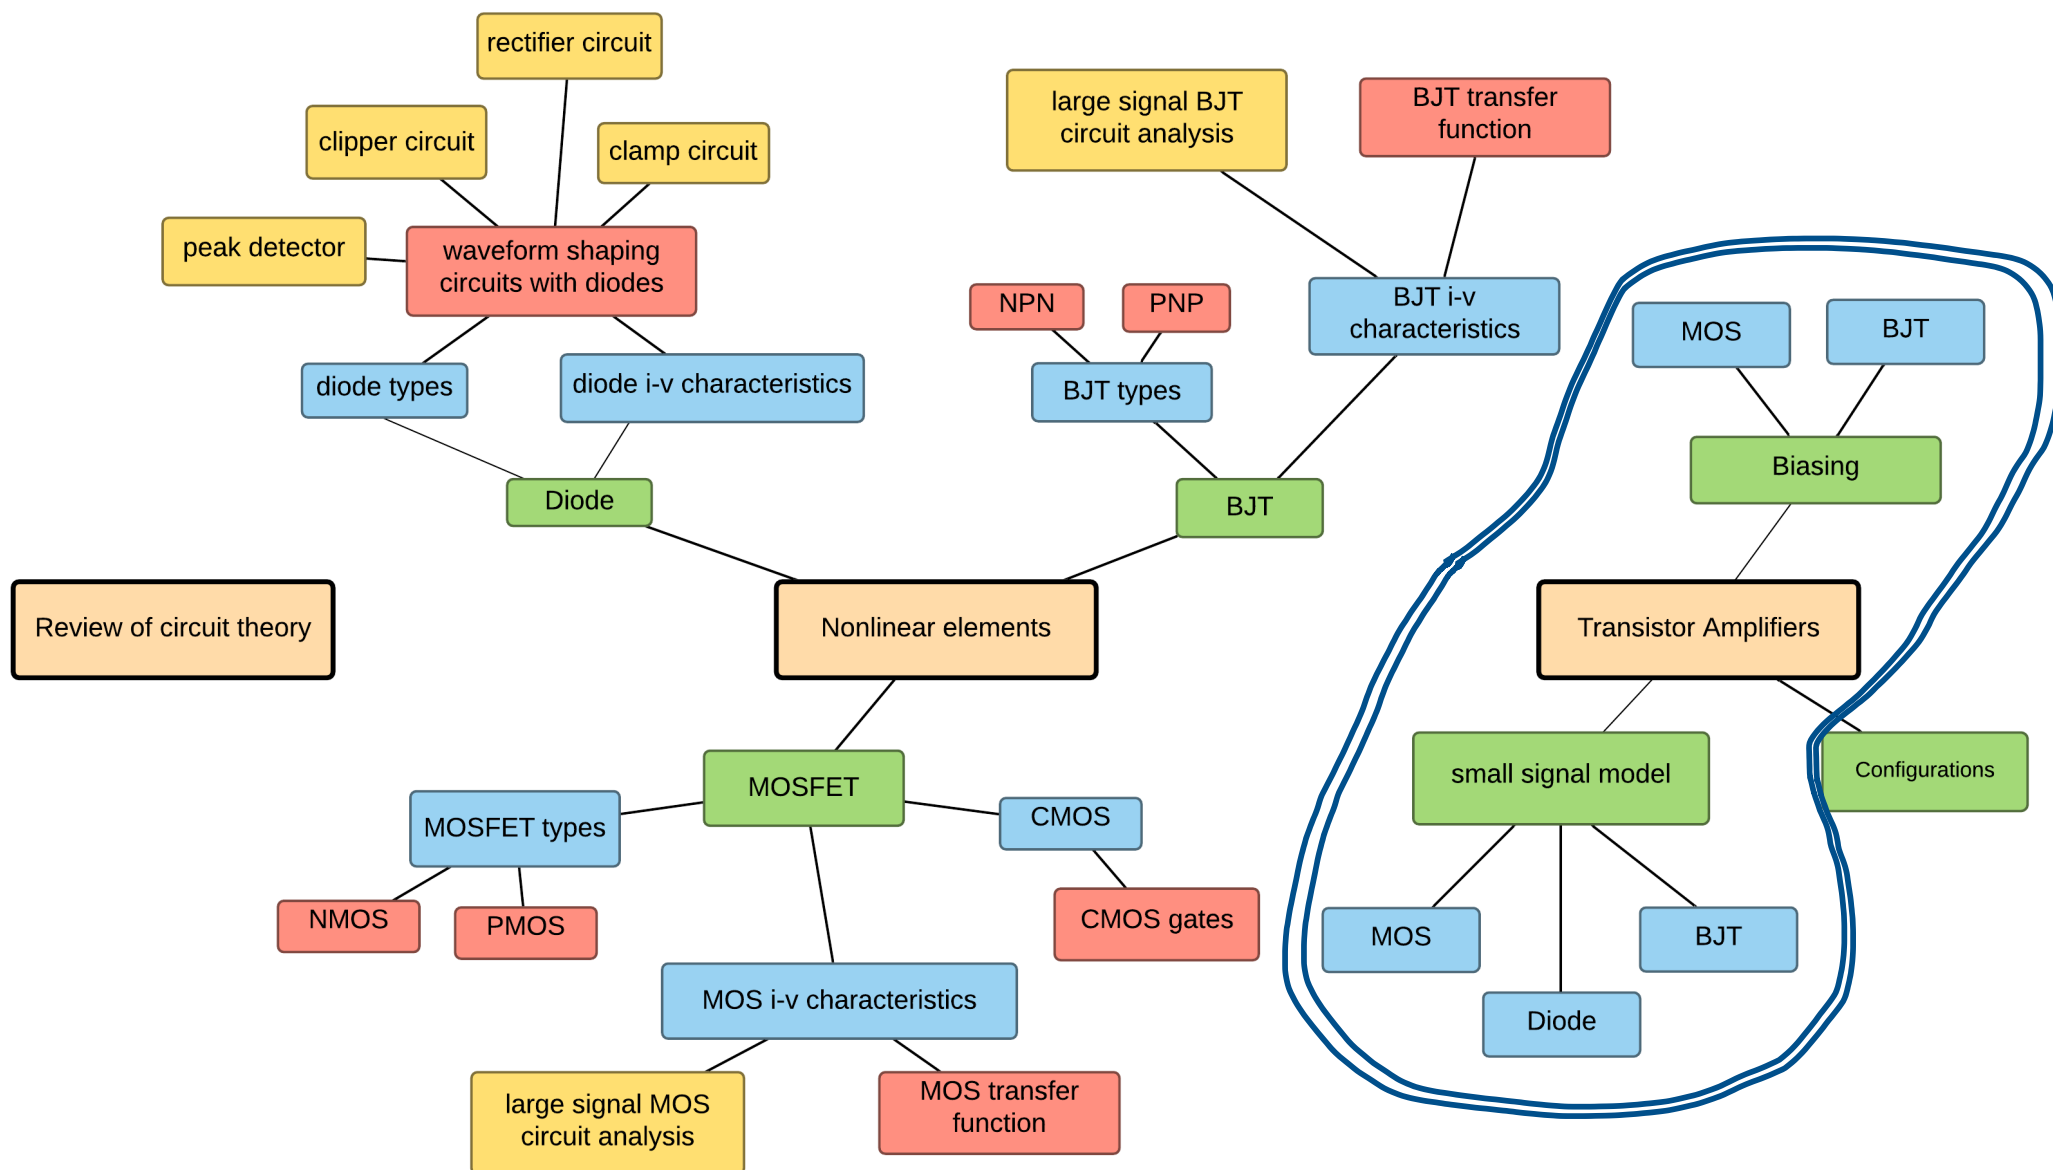 rectifier circuit
clipper circuit
clamp circuit
peak detector
waveform shaping
circuits with diodes
diode types
diode i-v characteristics
Diode
large signal BJT
circuit analysis
BJT transfer
function
NPN
PNP
BJT i-v
characteristics
BJT types
BJT
MOS
BJT
Biasing
Review of circuit theory
Nonlinear elements
Transistor Amplifiers
MOSFET
MOSFET types
CMOS
NMOS
PMOS
CMOS gates
MOS i-v characteristics
large signal MOS
circuit analysis
MOS transfer
function
small signal model
Configurations
MOS
BJT
Diode